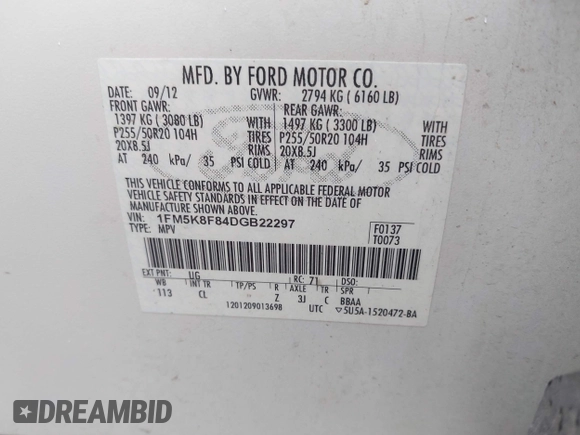 MFD. BY FORD MOTOR CO.
DATE: 09/12 GVWR: 2794 KG ( 6160 LB)
FRONT GAWR: REAR GAWR:
1397 KG ( 3080 LB) WITH 1497 KG ( 3300 LB) WITH
P255/50R20 104H TIRES P255/50R20 104H TIRES
20X8.5J RIMS 20X8.5J RIMS
AT 240 kPa/ 35 PSI COLD AT 240 kPa/ 35 PSI COLD
THIS VEHICLE CONFORMS TO ALL APPLICABLE FEDERAL MOTOR
VEHICLE SAFETY STANDARDS IN EFFECT ON THE DATE OF
MANUFACTURE SHOWN ABOVE.
VIN: 1FM5K8F84DGB22297 F0137
TYPE: MPV T0073
EXT PNT: UG RC: 71 DSO:
WB INT TR TP/PS R AXLE TR SPR
113 CL Z 3J C BBAA
1201209013698 UTC ▽5U5A-1520472-BA
DREAMBID